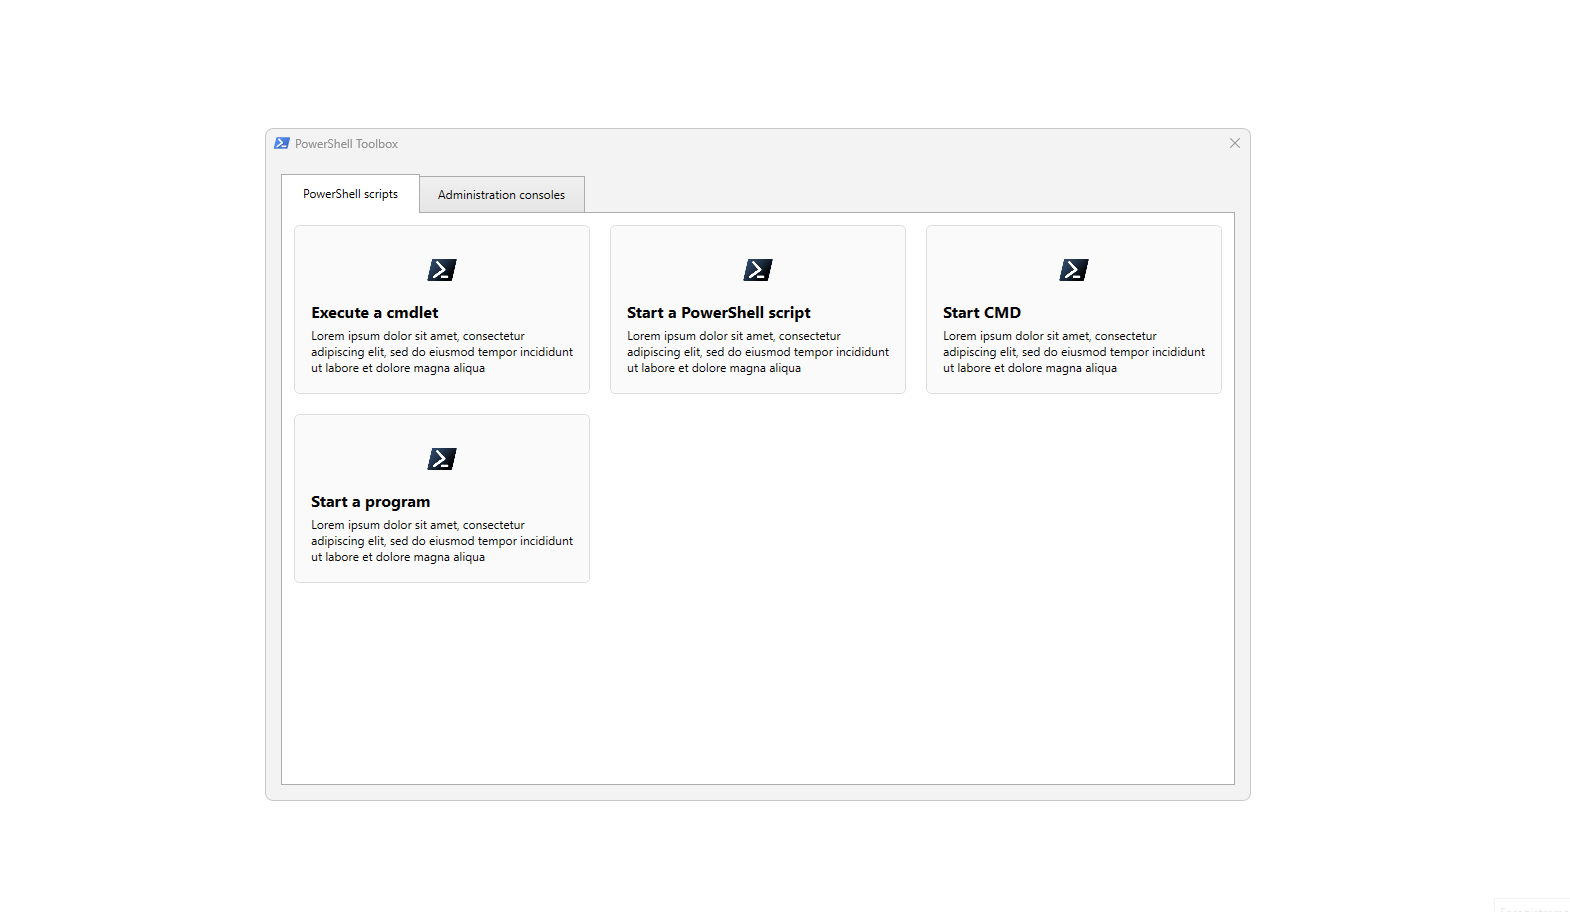 PowerShell Toolbox
PowerShell scripts
Administration consoles
Execute a cmdlet
Lorem ipsum dolor sit amet, consectetur
adipiscing elit, sed do eiusmod tempor incididunt
ut labore et dolore magna aliqua
Start a PowerShell script
Lorem ipsum dolor sit amet, consectetur
adipiscing elit, sed do eiusmod tempor incididunt
ut labore et dolore magna aliqua
Start CMD
Lorem ipsum dolor sit amet, consectetur
adipiscing elit, sed do eiusmod tempor incididunt
ut labore et dolore magna aliqua
Start a program
Lorem ipsum dolor sit amet, consectetur
adipiscing elit, sed do eiusmod tempor incididunt
ut labore et dolore magna aliqua